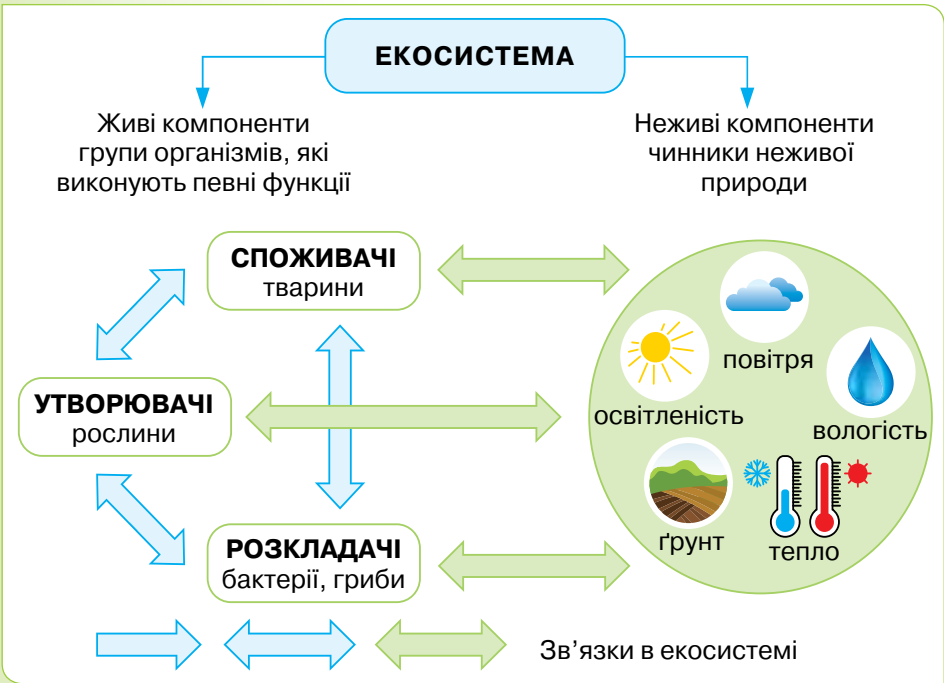 ЕКОСИСТЕМА
Живі компоненти
групи організмів, які
виконують певні функції
Неживі компоненти
чинники неживої
природи
СПОЖИВАЧІ
тварини
УТВОРЮВАЧІ
рослини
РОЗКЛАДАЧІ
бактерії, гриби
повітря
освітленість
вологість
ґрунт
тепло
Зв’язки в екосистемі